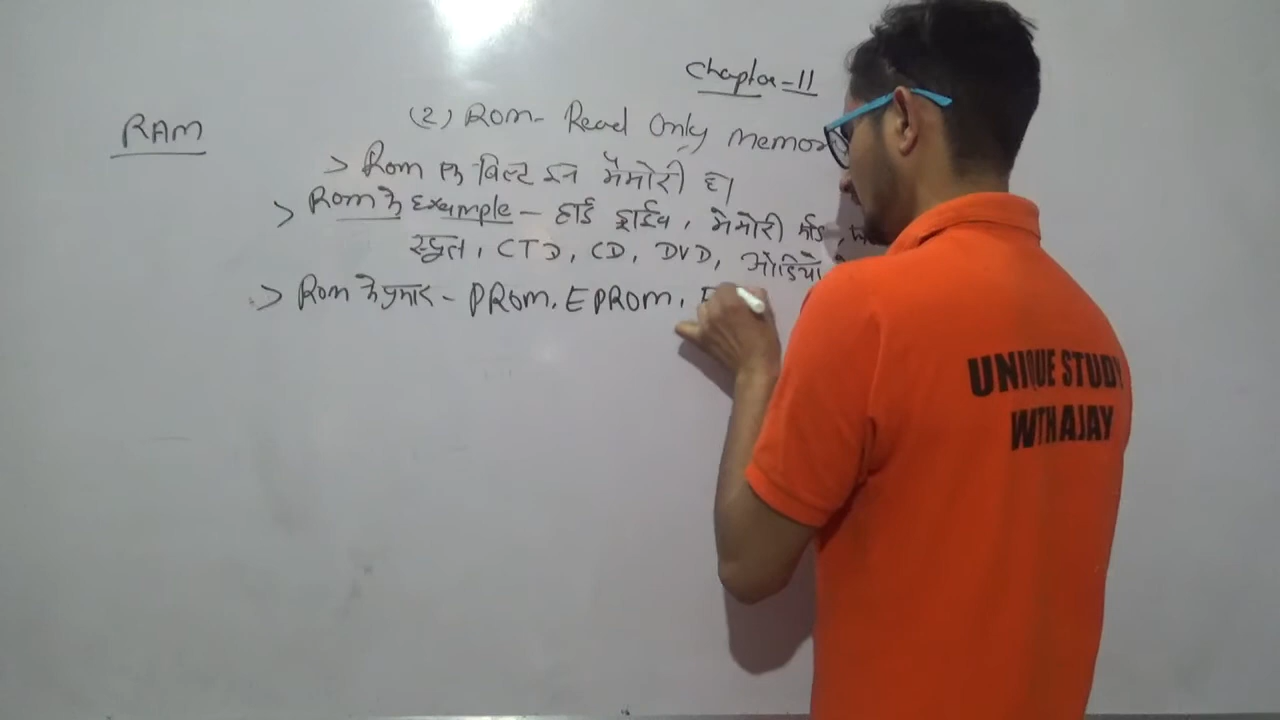 Chapter-11
RAM
(2) ROM- Read Only Memor
> Rom एक बिल्ट इन मैमोरी है।
> Rom के Example - हार्ड ड्राईव, मेमोरी कार्ड,
CTD, CD, DVD, ऑडियो
> Rom के प्रकार - PROM, EPROM, E
UNIQUE STUDY
WITH AJAY